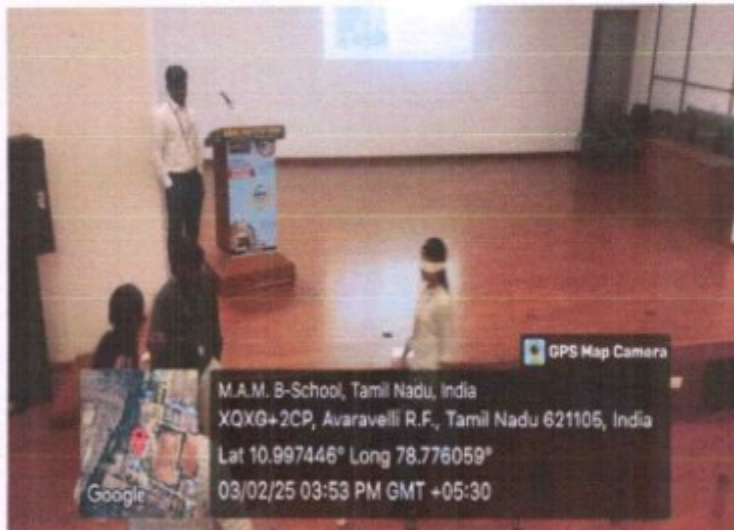 GPS Map Camera
M.A.M. B-School, Tamil Nadu, India
XQXG+2CP, Avaravelli R.F., Tamil Nadu 621105, India
Lat 10.997446° Long 78.776059°
03/02/25 03:53 PM GMT +05:30
Google